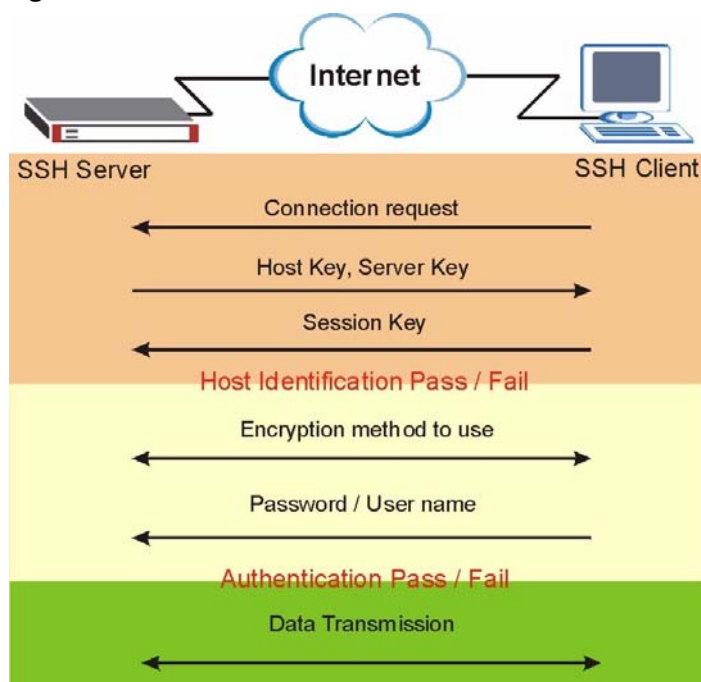 Internet
SSH Server
SSH Client
Connection request
Host Key, Server Key
Session Key
Host Identification Pass / Fail
Encryption method to use
Password / User name
Authentication Pass / Fail
Data Transmission